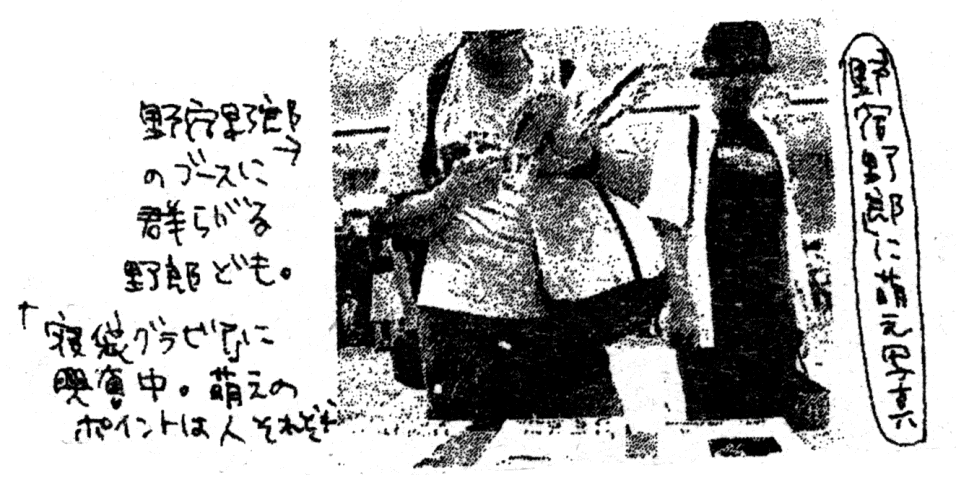 「野宿野郎」に萌え男
野宿野郎→
のブースに
群らがる
野郎ども。
↑「寝袋グラビア」に
興奮中。萌えの
ポイントは人それぞれ